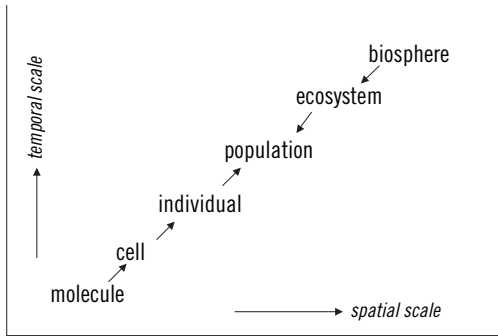 biosphere
ecosystem
population
individual
cell
molecule
temporal scale
spatial scale